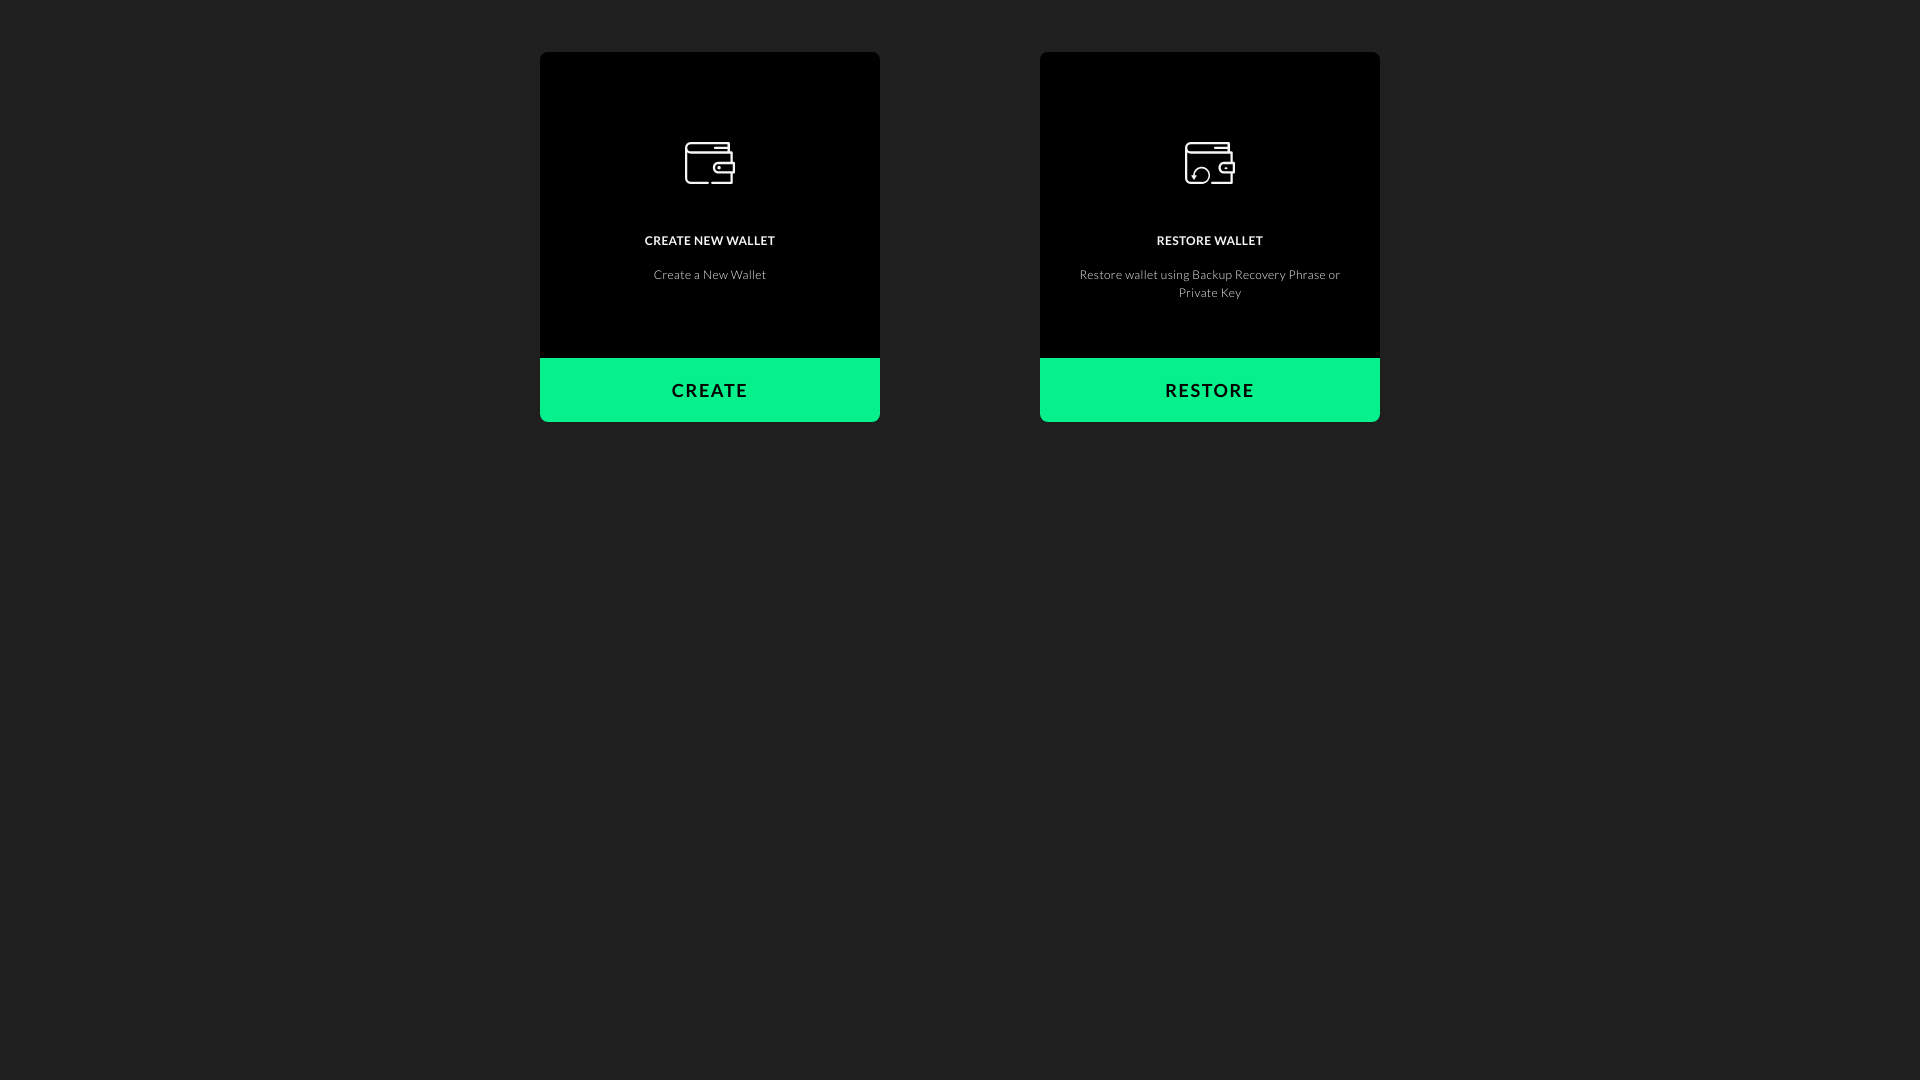 CREATE NEW WALLET
Create a New Wallet
CREATE
RESTORE WALLET
Restore wallet using Backup Recovery Phrase or
Private Key
RESTORE